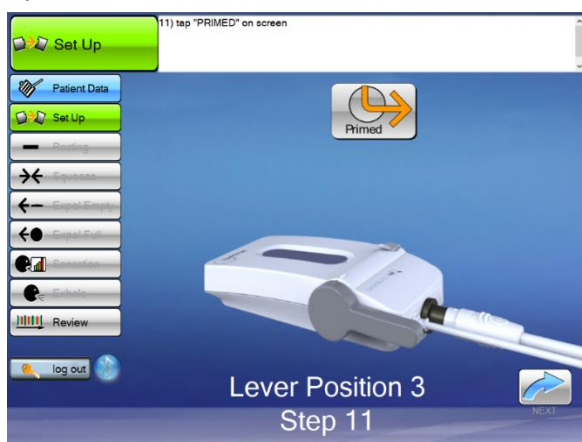 11) tap "PRIMED" on screen
Set Up
Patient Data
Set Up
Resting
Squeeze
Expel Empty
Expel Full
Sensation
Exhale
Review
log out
Primed
Lever Position 3
Step 11
NEXT